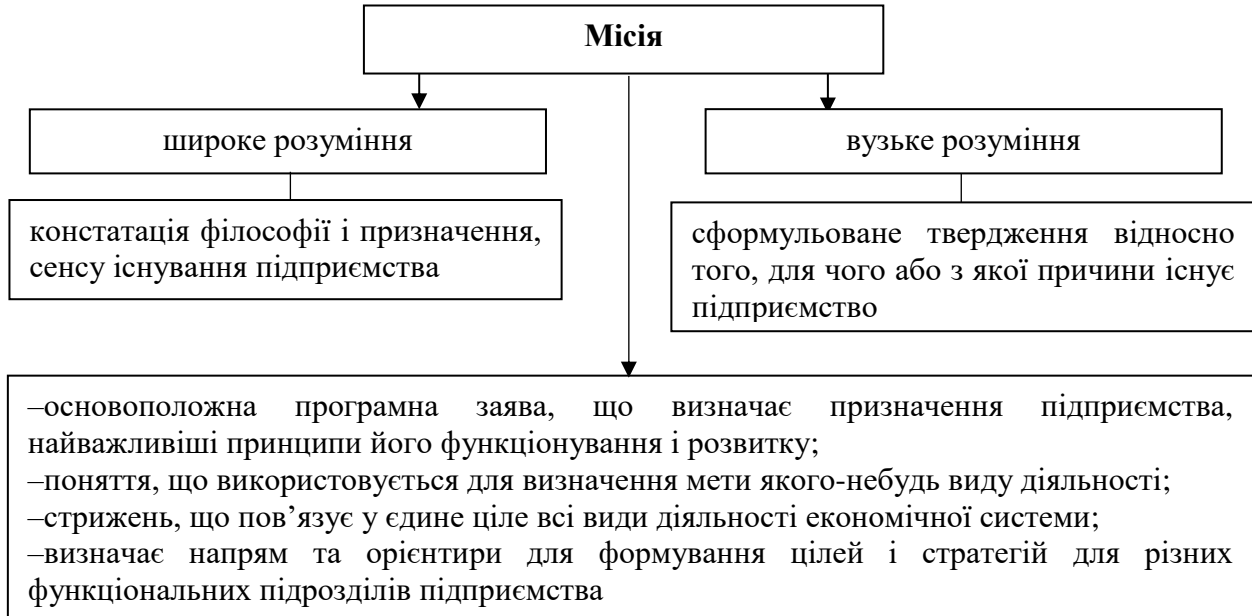 Місія
широке розуміння
вузьке розуміння
констатація філософії і призначення,
сенсу існування підприємства
сформульоване твердження відносно
того, для чого або з якої причини існує
підприємство
–основоположна програмна заява, що визначає призначення підприємства,
найважливіші принципи його функціонування і розвитку;
–поняття, що використовується для визначення мети якого-небудь виду діяльності;
–стрижень, що пов’язує у єдине ціле всі види діяльності економічної системи;
–визначає напрям та орієнтири для формування цілей і стратегій для різних
функціональних підрозділів підприємства